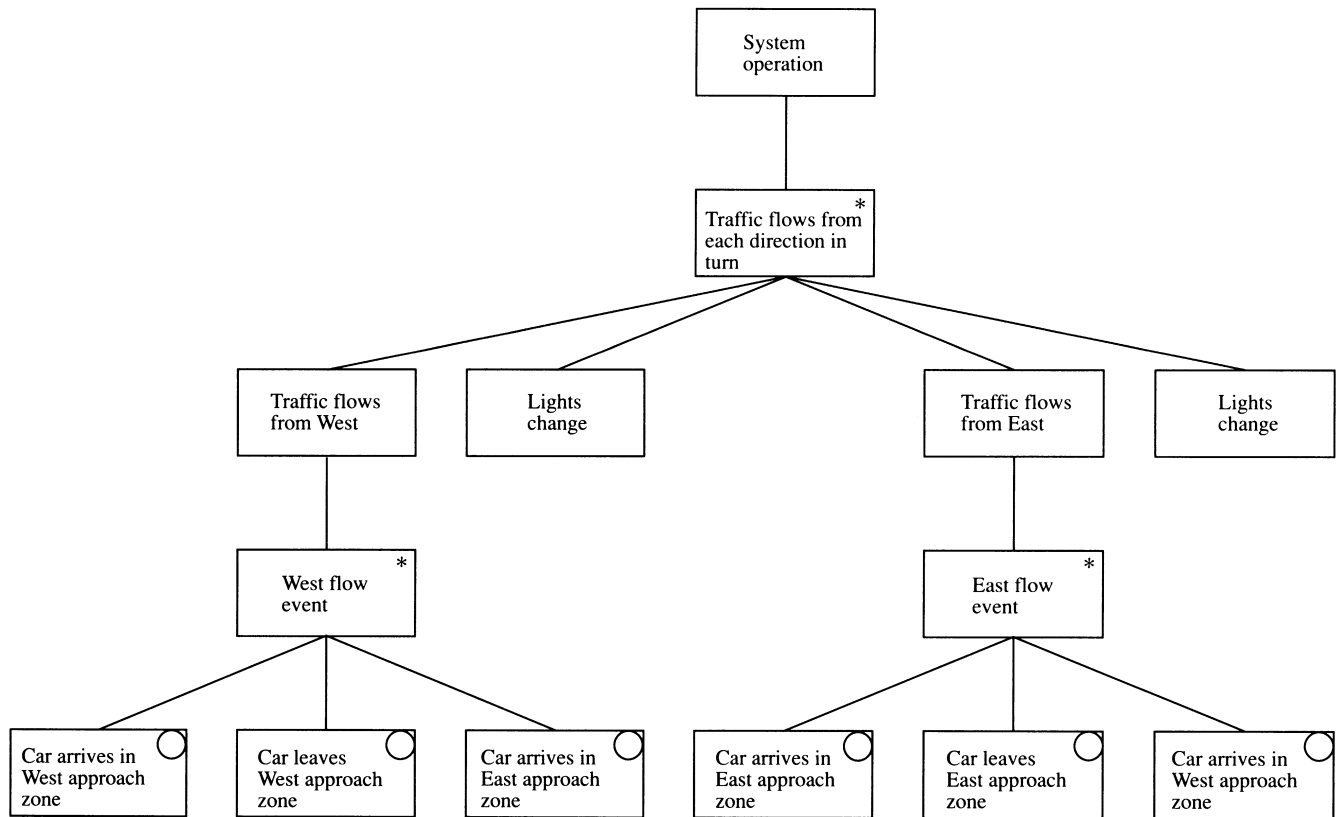 System
operation
*
Traffic flows from
each direction in
turn
Traffic flows
from West
Lights
change
Traffic flows
from East
Lights
change
*
West flow
event
*
East flow
event
Car arrives in
West approach
zone
Car leaves
West approach
zone
Car arrives in
East approach
zone
Car arrives in
East approach
zone
Car leaves
East approach
zone
Car arrives in
West approach
zone